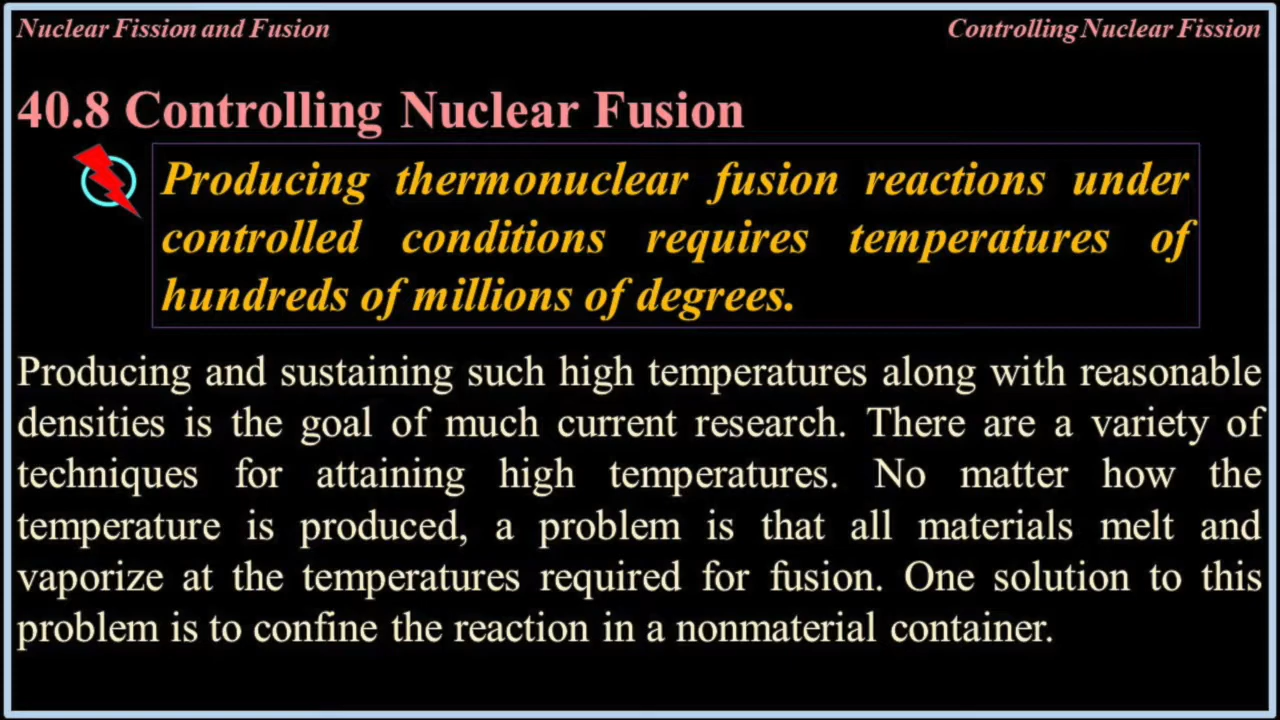 Nuclear Fission and Fusion
Controlling Nuclear Fission
40.8 Controlling Nuclear Fusion
Producing thermonuclear fusion reactions under
controlled conditions requires temperatures of
hundreds of millions of degrees.
Producing and sustaining such high temperatures along with reasonable
densities is the goal of much current research. There are a variety of
techniques for attaining high temperatures. No matter how the
temperature is produced, a problem is that all materials melt and
vaporize at the temperatures required for fusion. One solution to this
problem is to confine the reaction in a nonmaterial container.